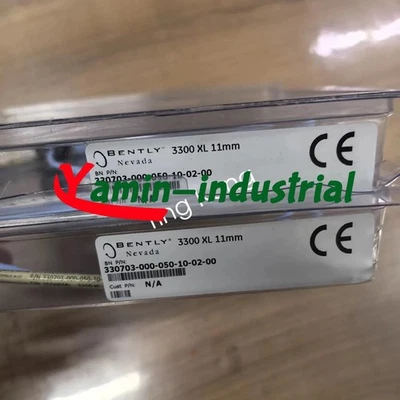 BENTLY
Nevada
3300 XL 11mm
CE
BN P/N
330703-000-050-10-02-00
Yamin-industrial
BENTLY
Nevada
3300 XL 11mm
CE
BN P/N
330703-000-050-10-02-00
Cust P/N: N/A